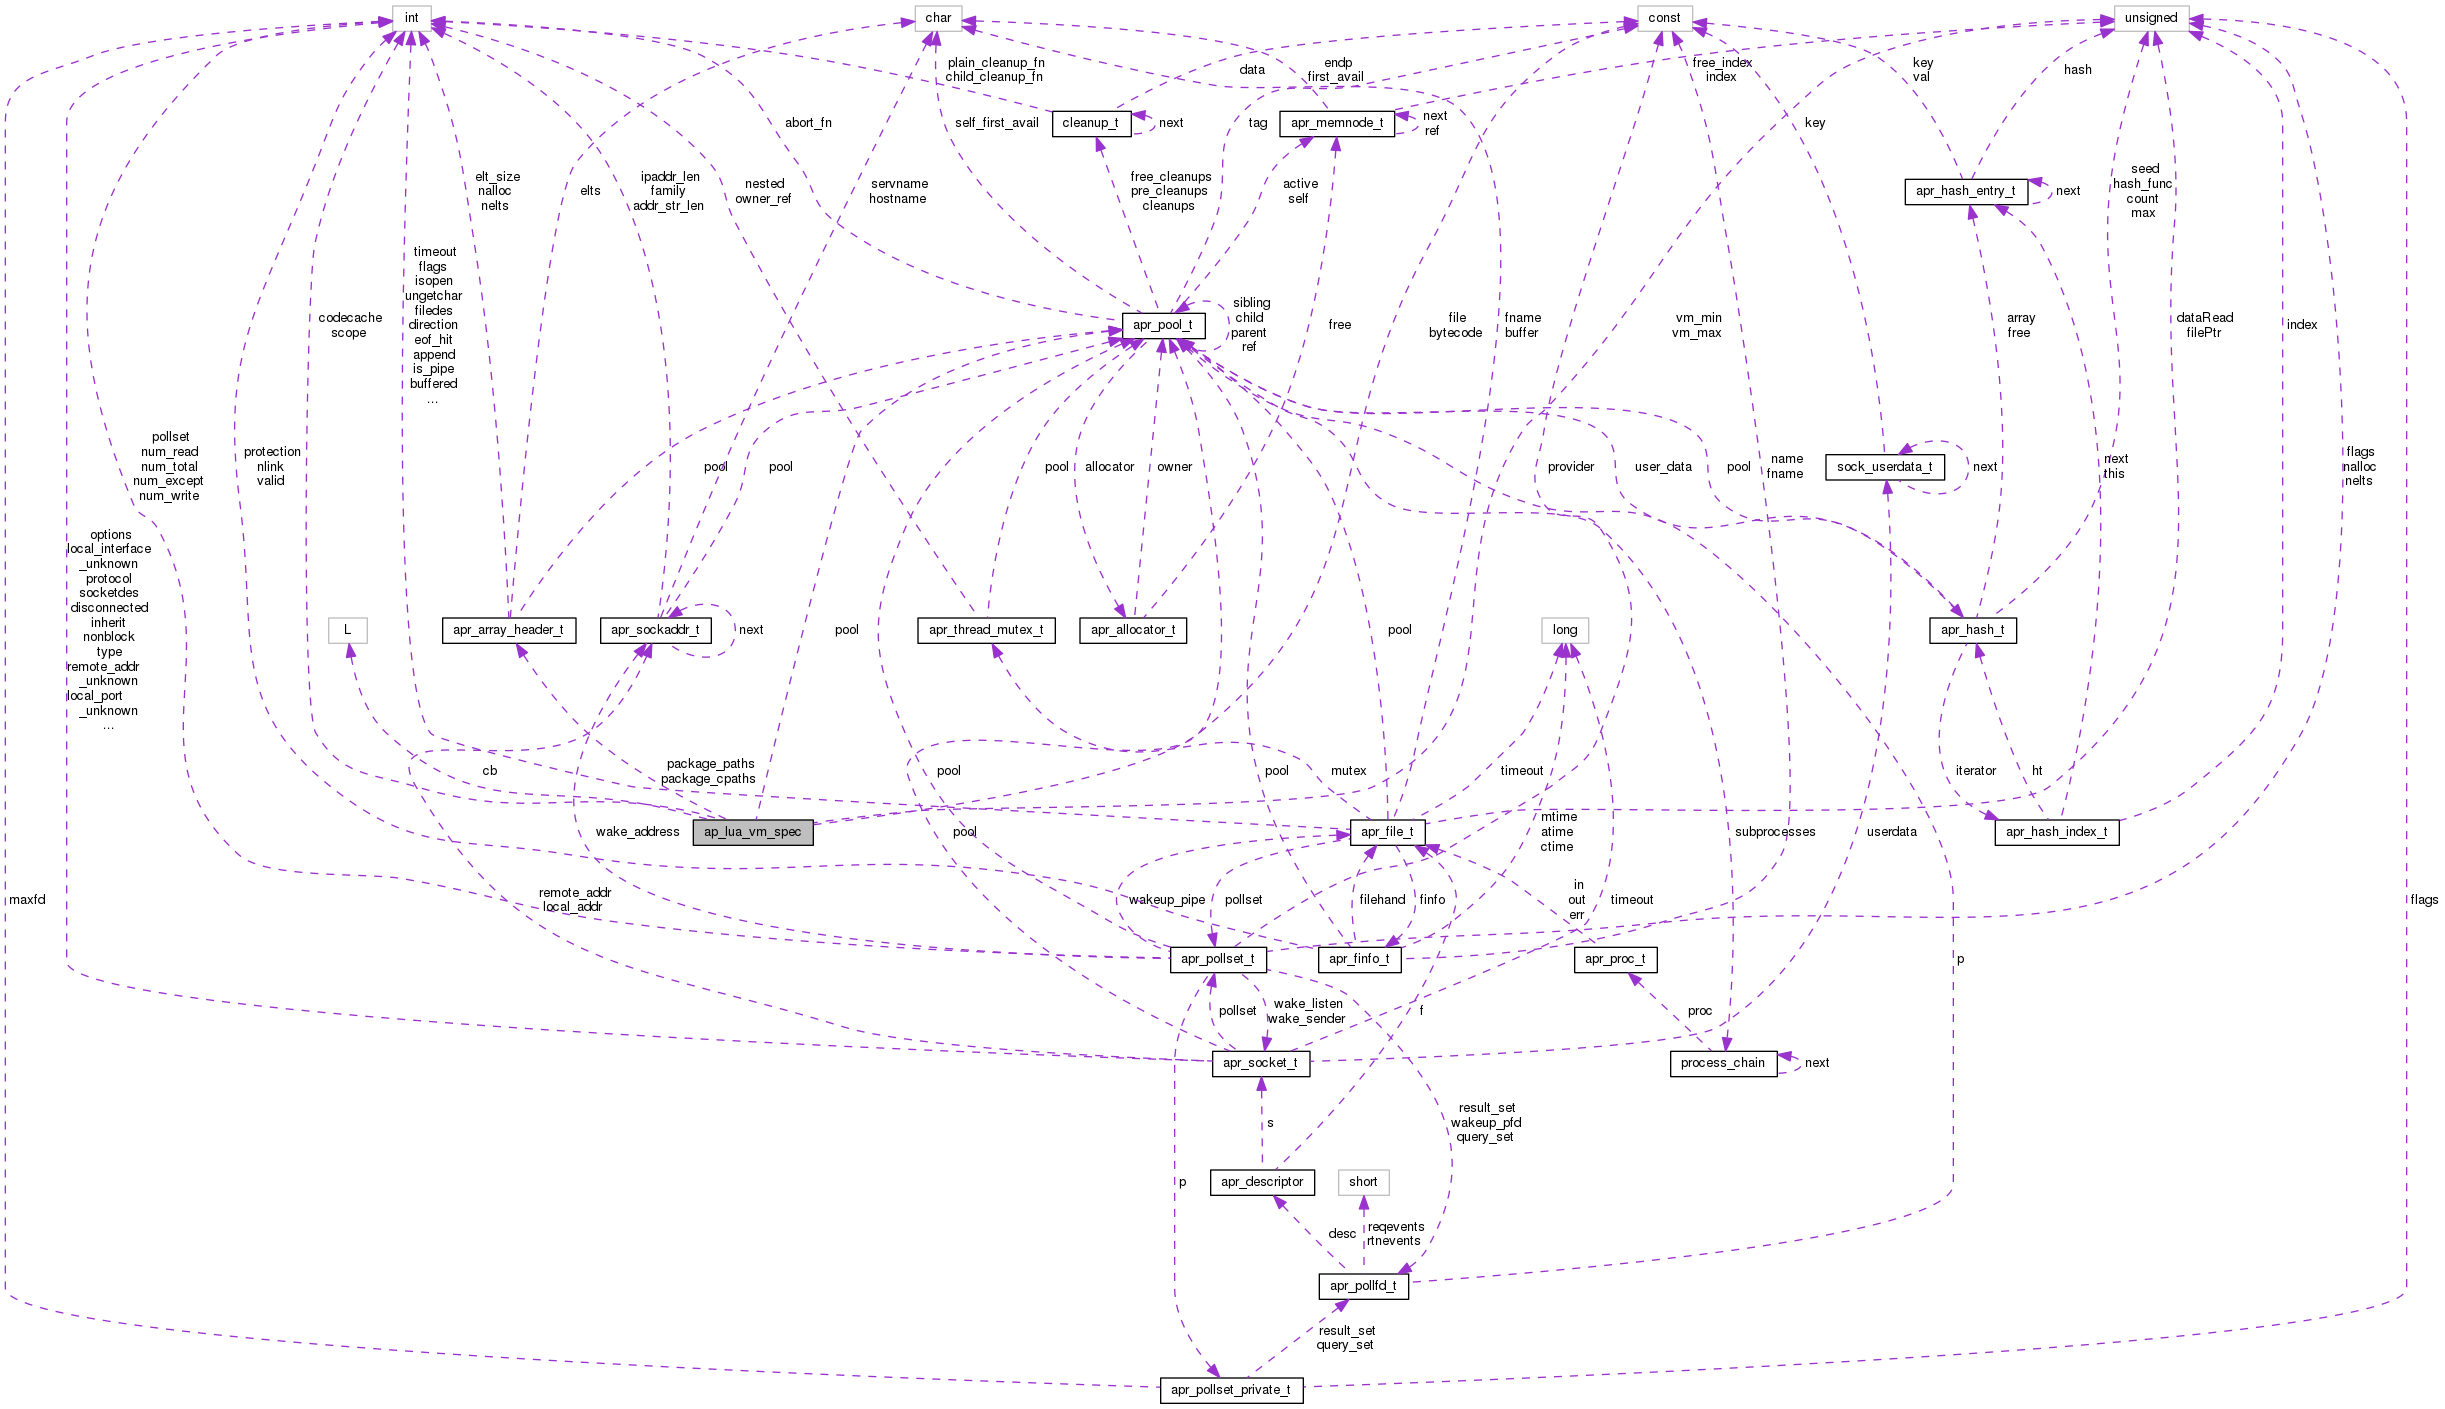 int
char
const
unsigned
plain_cleanup_fn
child_cleanup_fn
data
endp
first_avail
free_index
index
key
val
hash
abort_fn
self_first_avail
cleanup_t
next
tag
apr_memnode_t
next
ref
key
elt_size
nalloc
nelts
elts
ipaddr_len
family
addr_str_len
nested
owner_ref
servname
hostname
free_cleanups
pre_cleanups
cleanups
active
self
apr_hash_entry_t
next
seed
hash_func
count
max
timeout
flags
isopen
ungetchar
filedes
direction
eof_hit
append
is_pipe
buffered
...
codecache
scope
apr_pool_t
sibling
child
parent
ref
free
file
bytecode
fname
buffer
vm_min
vm_max
array
free
dataRead
filePtr
index
pollset
num_read
num_total
num_except
num_write
protection
nlink
valid
pool
pool
pool
allocator
owner
provider
user_data
pool
name
fname
sock_userdata_t
next
next
this
flags
nalloc
nelts
options
local_interface
_unknown
protocol
socketdes
disconnected
inherit
nonblock
type
remote_addr
_unknown
local_port
_unknown
...
L
apr_array_header_t
apr_sockaddr_t
next
pool
apr_thread_mutex_t
apr_allocator_t
pool
long
apr_hash_t
cb
package_paths
package_cpaths
pool
mutex
pool
timeout
iterator
ht
wake_address
ap_lua_vm_spec
pool
apr_file_t
mtime
atime
ctime
subprocesses
userdata
apr_hash_index_t
maxfd
remote_addr
local_addr
wakeup_pipe
pollset
filehand
finfo
in
out
err
timeout
flags
apr_pollset_t
apr_finfo_t
apr_proc_t
p
pollset
wake_listen
wake_sender
f
proc
apr_socket_t
process_chain
next
s
result_set
wakeup_pfd
query_set
p
apr_descriptor
short
desc
reqevents
rtnevents
apr_pollfd_t
result_set
query_set
apr_pollset_private_t